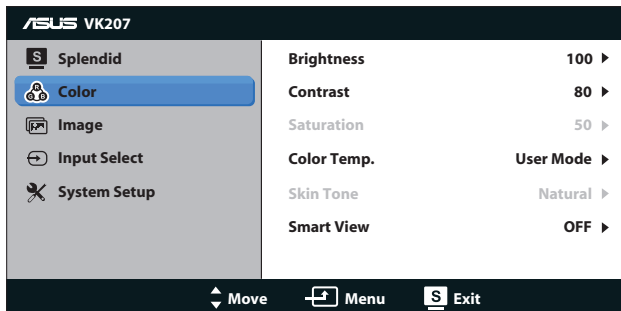 ASUS VK207
S Splendid
R G B Color
Image
Input Select
System Setup
Brightness 100
Contrast 80
Saturation 50
Color Temp. User Mode
Skin Tone Natural
Smart View OFF
Move Menu S Exit